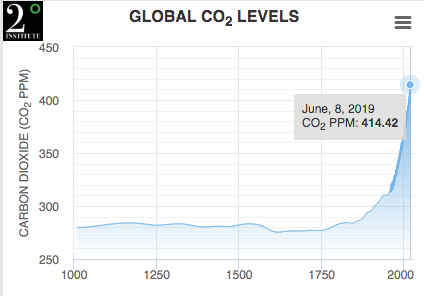 2°
INSTITUTE
GLOBAL CO₂ LEVELS
CARBON DIOXIDE (CO₂ PPM)
450
400
350
300
250
June, 8, 2019
CO₂ PPM: 414.42
1000
1250
1500
1750
2000